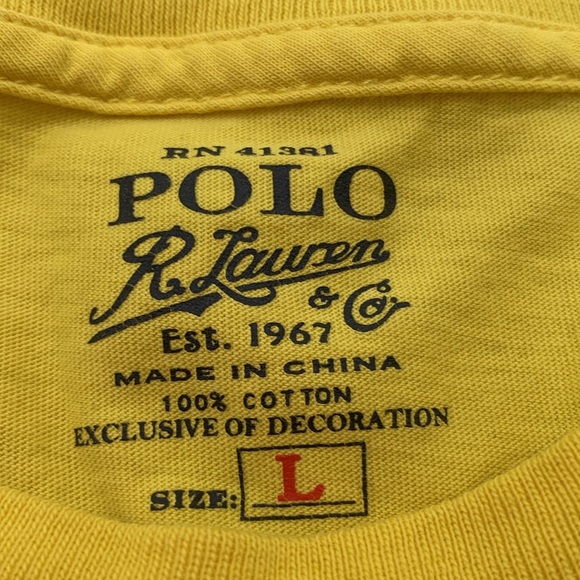 RN 41381
POLO
R. Lauren
& Co.
Est. 1967
MADE IN CHINA
100% COTTON
EXCLUSIVE OF DECORATION
SIZE: L